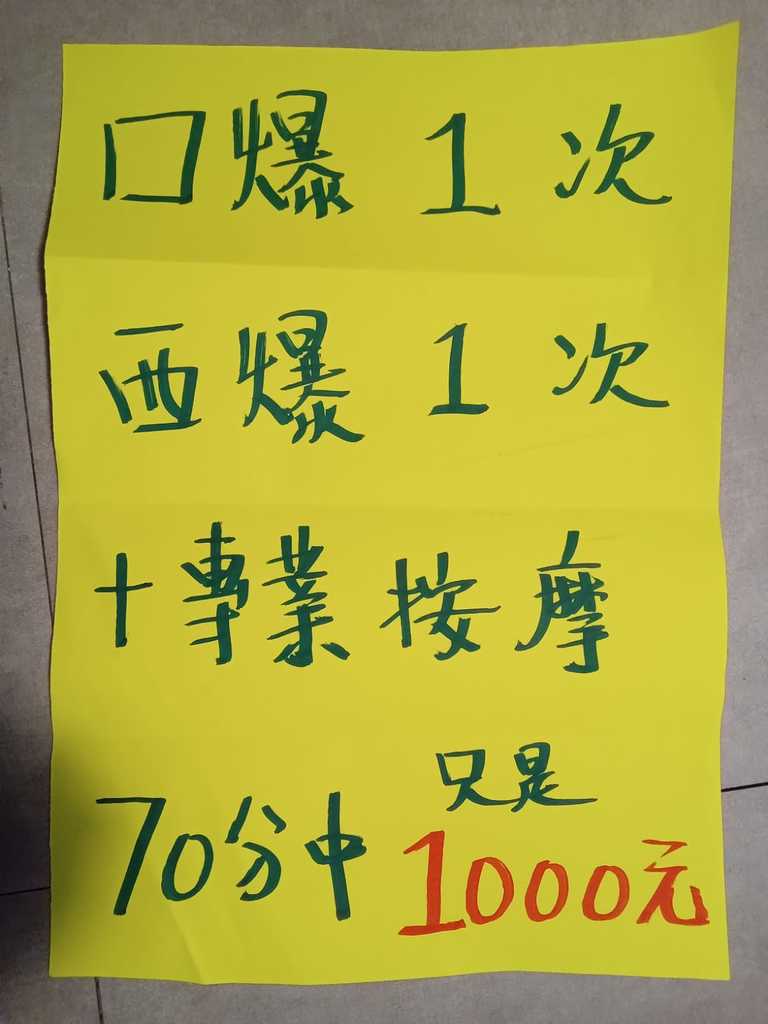 口爆1次
西爆1次
+專業按摩
70分中
只是
1000元